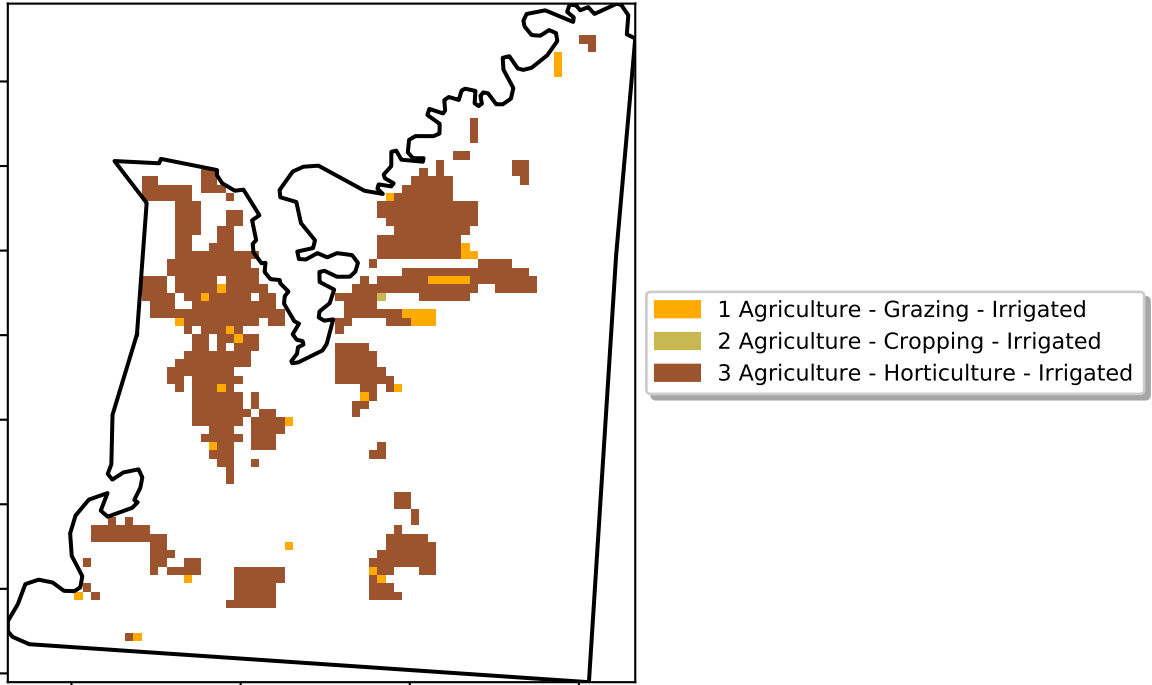 1 Agriculture - Grazing - Irrigated
2 Agriculture - Cropping - Irrigated
3 Agriculture - Horticulture - Irrigated